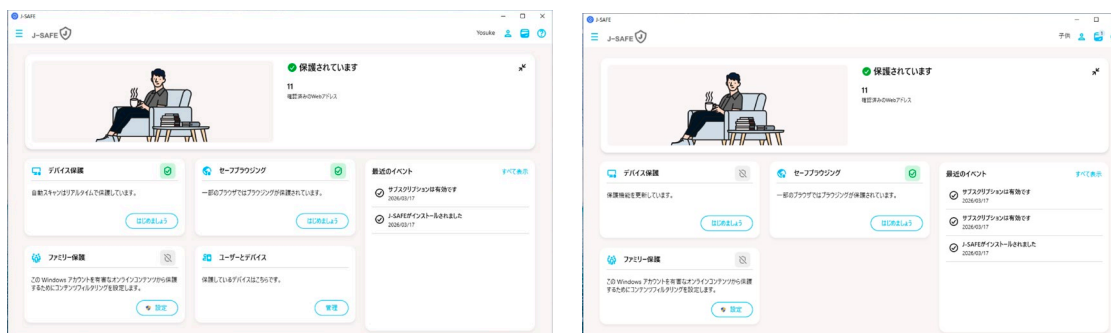 J-SAFE
J-SAFE
Yosuke
保護されています
11
確認済みのWebアドレス
デバイス保護
自動スキャンはリアルタイムで保護しています。
はじめましょう
セーフブラウジング
一部のブラウザではブラウジングが保護されています。
はじめましょう
最近のイベント
すべて表示
サブスクリプションは有効です
2026/03/17
J-SAFEがインストールされました
2026/03/17
ファミリー保護
この Windows アカウントを有害なオンラインコンテンツから保護
するためにコンテンツフィルタリングを設定します。
設定
ユーザーとデバイス
保護しているデバイスはこちらです。
管理
J-SAFE
J-SAFE
子供
保護されています
11
確認済みのWebアドレス
デバイス保護
保護機能を更新しています。
はじめましょう
セーフブラウジング
一部のブラウザではブラウジングが保護されています。
はじめましょう
最近のイベント
すべて表示
サブスクリプションは有効です
2026/03/17
サブスクリプションは有効です
2026/03/17
J-SAFEがインストールされました
2026/03/17
ファミリー保護
この Windows アカウントを有害なオンラインコンテンツから保護
するためにコンテンツフィルタリングを設定します。
設定